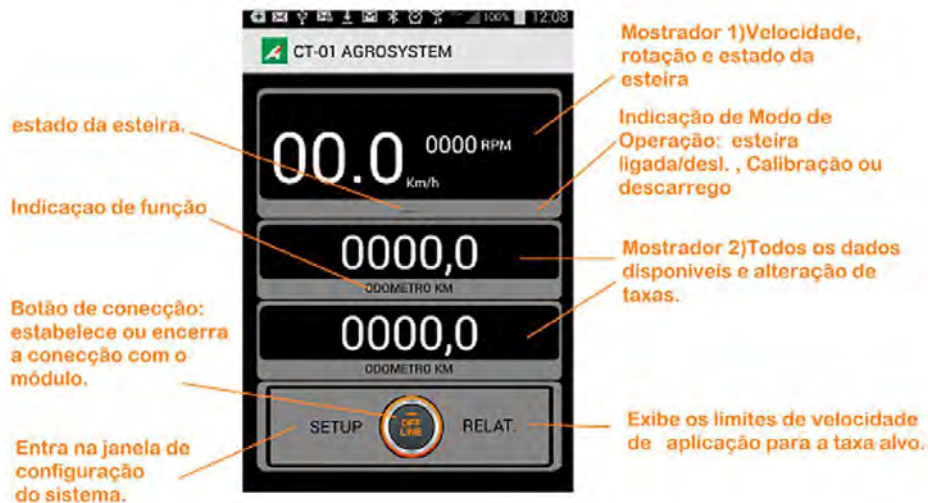 100% 12:08
CT-01 AGROSYSTEM
00.0 Km/h
0000 RPM
0000,0
ODOMETRO KM
0000,0
ODOMETRO KM
SETUP
OFF
LINE
RELAT.
estado da esteira.
Indicaçao de função
Botão de conecção:
estabelece ou encerra
a conecção com o
módulo.
Entra na janela de
configuração
do sistema.
Mostrador 1)Velocidade,
rotação e estado da
esteira
Indicação de Modo de
Operação: esteira
ligada/desl. , Calibração ou
descarrego
Mostrador 2)Todos os dados
disponiveis e alteração de
taxas.
Exibe os limites de velocidade
de aplicação para a taxa alvo.